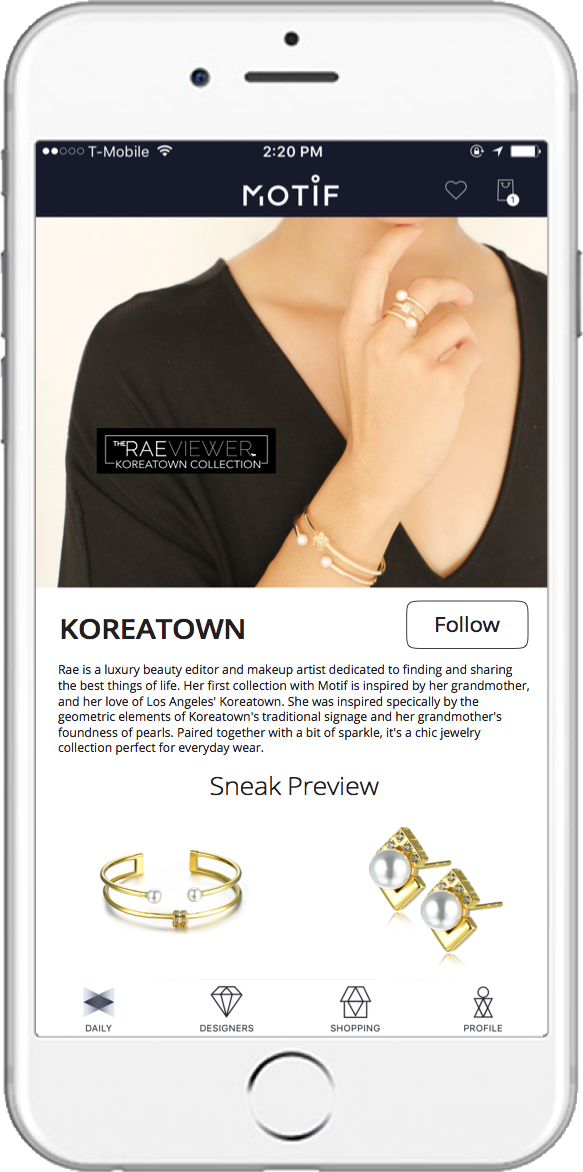 T-Mobile 2:20 PM
MOTIF
1
THE RAEVIEWER™
KOREATOWN COLLECTION
KOREATOWN
Follow
Rae is a luxury beauty editor and makeup artist dedicated to finding and sharing
the best things of life. Her first collection with Motif is inspired by her grandmother,
and her love of Los Angeles' Koreatown. She was inspired specically by the
geometric elements of Koreatown's traditional signage and her grandmother's
foundness of pearls. Paired together with a bit of sparkle, it's a chic jewelry
collection perfect for everyday wear.
Sneak Preview
DAILY DESIGNERS SHOPPING PROFILE